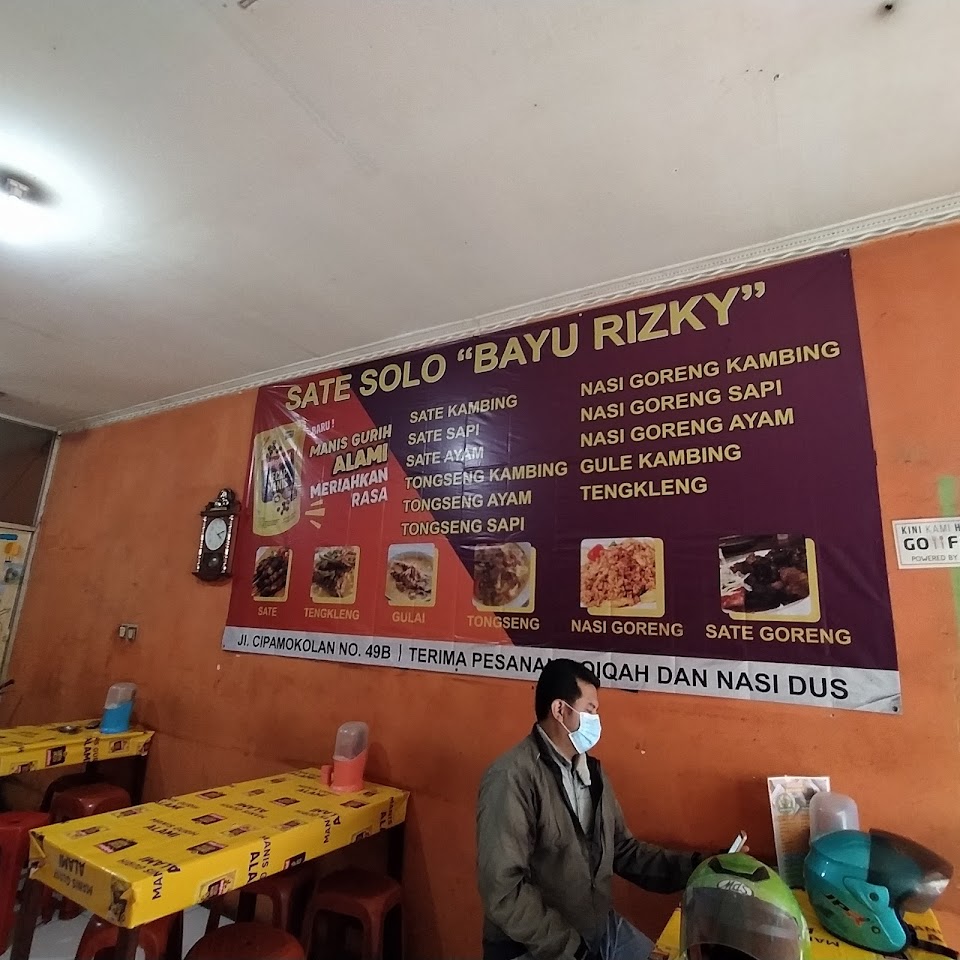 SATE SOLO “BAYU RIZKY”
BARU !
MANIS GURIH
ALAMI
MERIAHKAN
RASA
SATE KAMBING
SATE SAPI
SATE AYAM
TONGSENG KAMBING
TONGSENG AYAM
TONGSENG SAPI
NASI GORENG KAMBING
NASI GORENG SAPI
NASI GORENG AYAM
GULE KAMBING
TENGKLENG
SATE
TENGKLENG
GULAI
TONGSENG
NASI GORENG
SATE GORENG
Jl. CIPAMOKOLAN NO. 49B | TERIMA PESANAN QIQAH DAN NASI DUS
KINI KAMI H
GO F
POWERED BY
MANIS GURIH
ALAMI
MDS